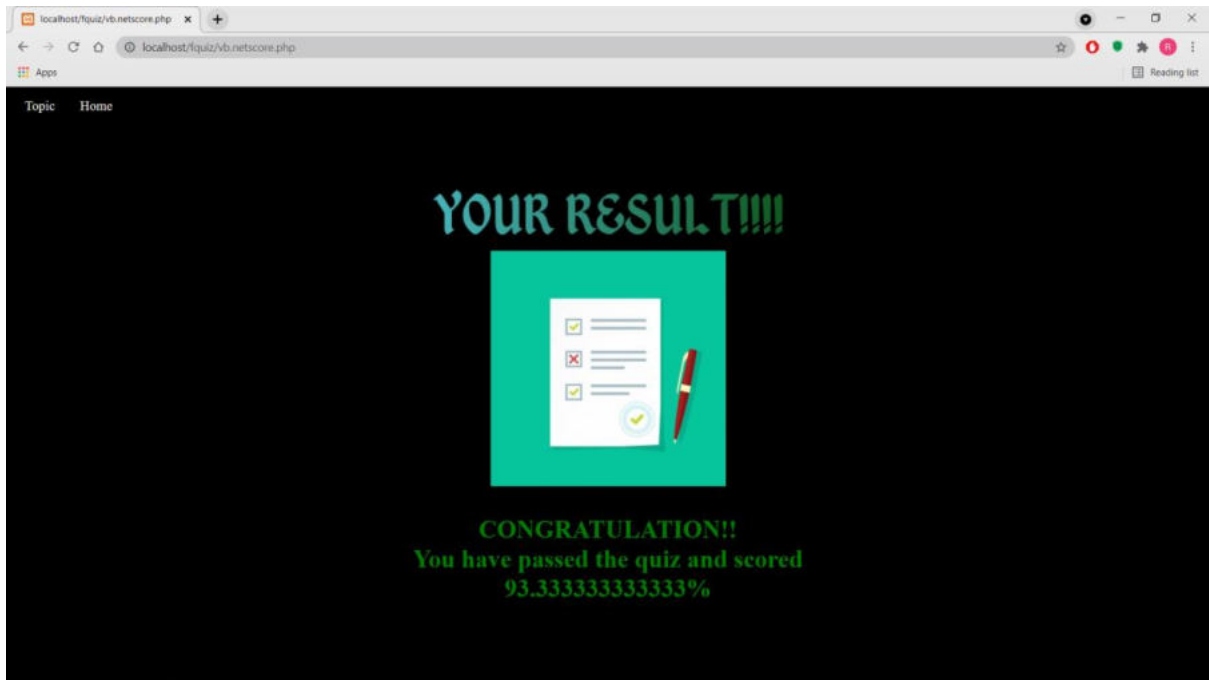 localhost/fquiz/vb.netscore.php
localhost/fquiz/vb.netscore.php
R
Apps
Reading list
Topic Home
YOUR RESULT!!!!
CONGRATULATION!!
You have passed the quiz and scored
93.333333333333%